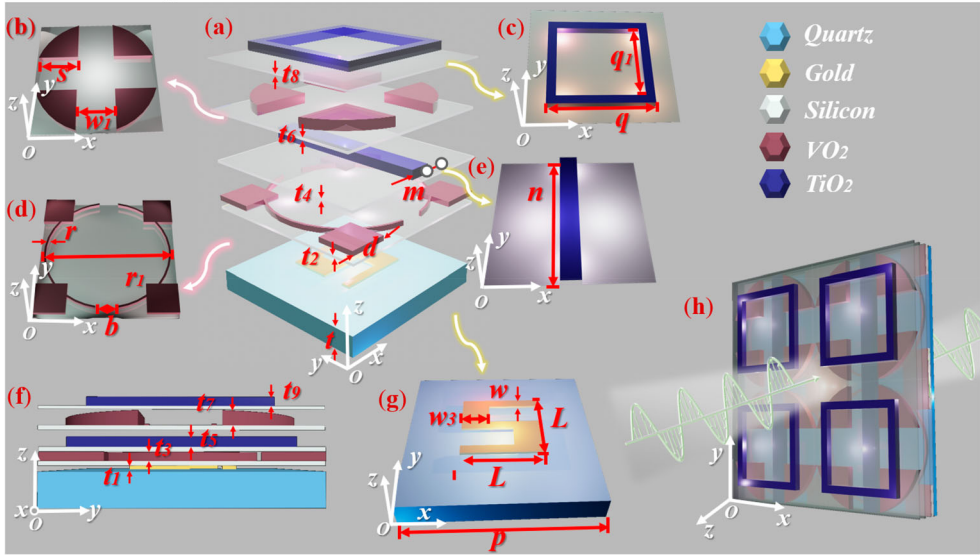 (b)
s
w1
z
y
x
o
(a)
t8
t6
m
t4
t2
d
t
z
y
x
o
(c)
q1
q
z
y
x
o
Quartz
Gold
Silicon
VO2
TiO2
(d)
r
r1
b
z
y
x
o
(e)
n
z
y
x
o
(f)
t9
t7
t5
t3
t1
z
x
o
y
(g)
w
w3
L
L
l
p
z
y
x
o
(h)
y
z
o
x